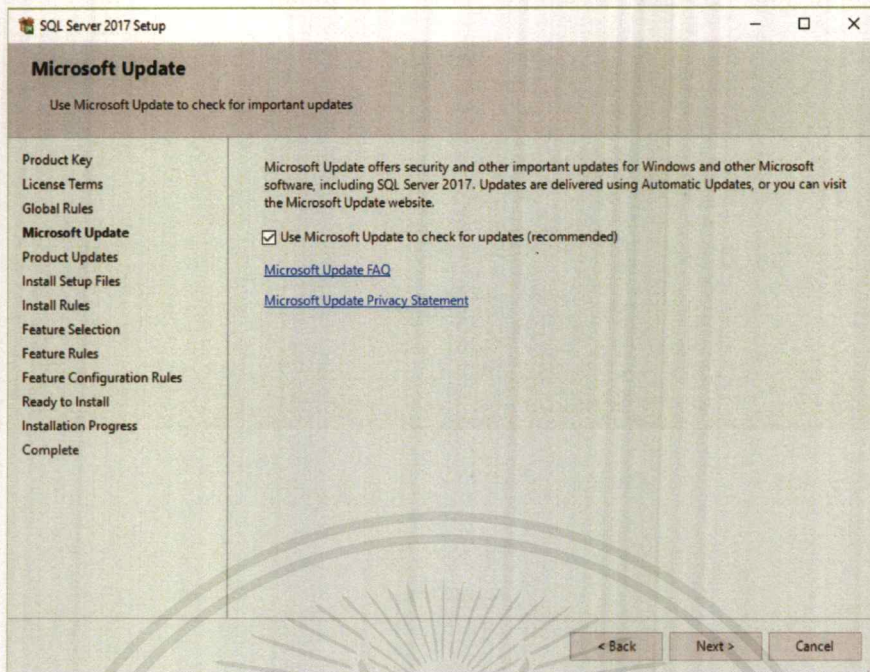 SQL Server 2017 Setup
Microsoft Update
Use Microsoft Update to check for important updates
Product Key
License Terms
Global Rules
Microsoft Update
Product Updates
Install Setup Files
Install Rules
Feature Selection
Feature Rules
Feature Configuration Rules
Ready to Install
Installation Progress
Complete
Microsoft Update offers security and other important updates for Windows and other Microsoft
software, including SQL Server 2017. Updates are delivered using Automatic Updates, or you can visit
the Microsoft Update website.
Use Microsoft Update to check for updates (recommended)
Microsoft Update FAQ
Microsoft Update Privacy Statement
< Back
Next >
Cancel